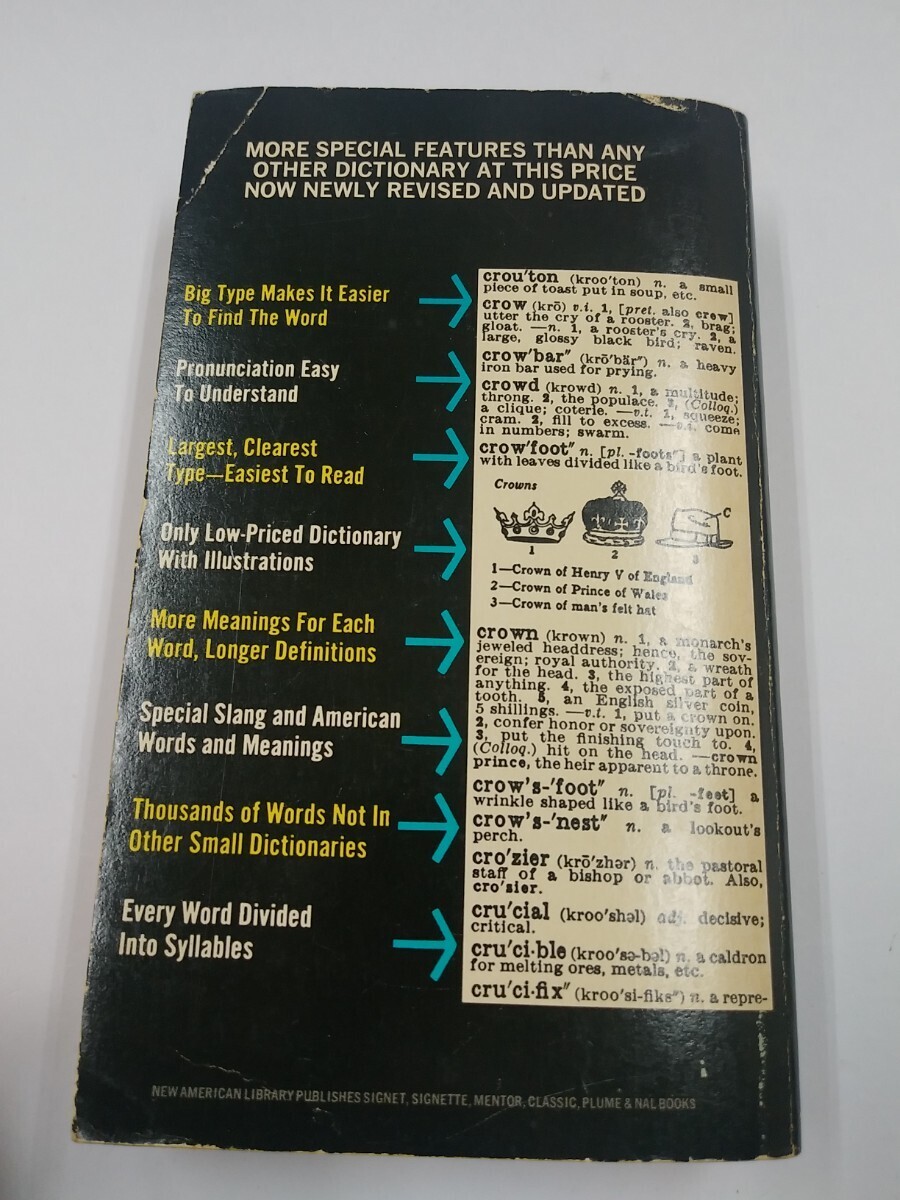 MORE SPECIAL FEATURES THAN ANY
OTHER DICTIONARY AT THIS PRICE
NOW NEWLY REVISED AND UPDATED
Big Type Makes It Easier
To Find The Word
Pronunciation Easy
To Understand
Largest, Clearest
Type—Easiest To Read
Only Low-Priced Dictionary
With Illustrations
More Meanings For Each
Word, Longer Definitions
Special Slang and American
Words and Meanings
Thousands of Words Not In
Other Small Dictionaries
Every Word Divided
Into Syllables
crou'ton (kroo'ton) n. a small
piece of toast put in soup, etc.
crow (krō) v.i. 1, [pret. also crew]
utter the cry of a rooster. 2, brag;
gloat. —n. 1, a rooster's cry. 2, a
large, glossy black bird; raven.
crow'bar" (krō'bär") n. a heavy
iron bar used for prying.
crowd (krowd) n. 1, a multitude;
throng. 2, the populace. 3, (Colloq.)
a clique; coterie. —v.t. 1, squeeze;
cram. 2, fill to excess. —v.i. come
in numbers; swarm.
crow'foot" n. [pl. -foots"] a plant
with leaves divided like a bird's foot.
Crowns
C
1
2
3
1—Crown of Henry V of England
2—Crown of Prince of Wales
3—Crown of man's felt hat
crown (krown) n. 1, a monarch's
jeweled headdress; hence, the sov-
ereign; royal authority. 2, a wreath
for the head. 3, the highest part of
anything. 4, the exposed part of a
tooth. 5, an English silver coin,
5 shillings. —v.t. 1, put a crown on.
2, confer honor or sovereignty upon.
3, put the finishing touch to. 4,
(Colloq.) hit on the head. —crown
prince, the heir apparent to a throne.
crow's-'foot" n. [pl. -feet] a
wrinkle shaped like a bird's foot.
crow's-'nest" n. a lookout's
perch.
cro'zier (krō'zhər) n. the pastoral
staff of a bishop or abbot. Also,
cro'sier.
cru'cial (kroo'shəl) adj. decisive;
critical.
cru'ci·ble (kroo'sə-bəl) n. a caldron
for melting ores, metals, etc.
cru'ci·fix" (kroo'si-fiks") n. a repre-
NEW AMERICAN LIBRARY PUBLISHES SIGNET, SIGNETTE, MENTOR, CLASSIC, PLUME & NAL BOOKS